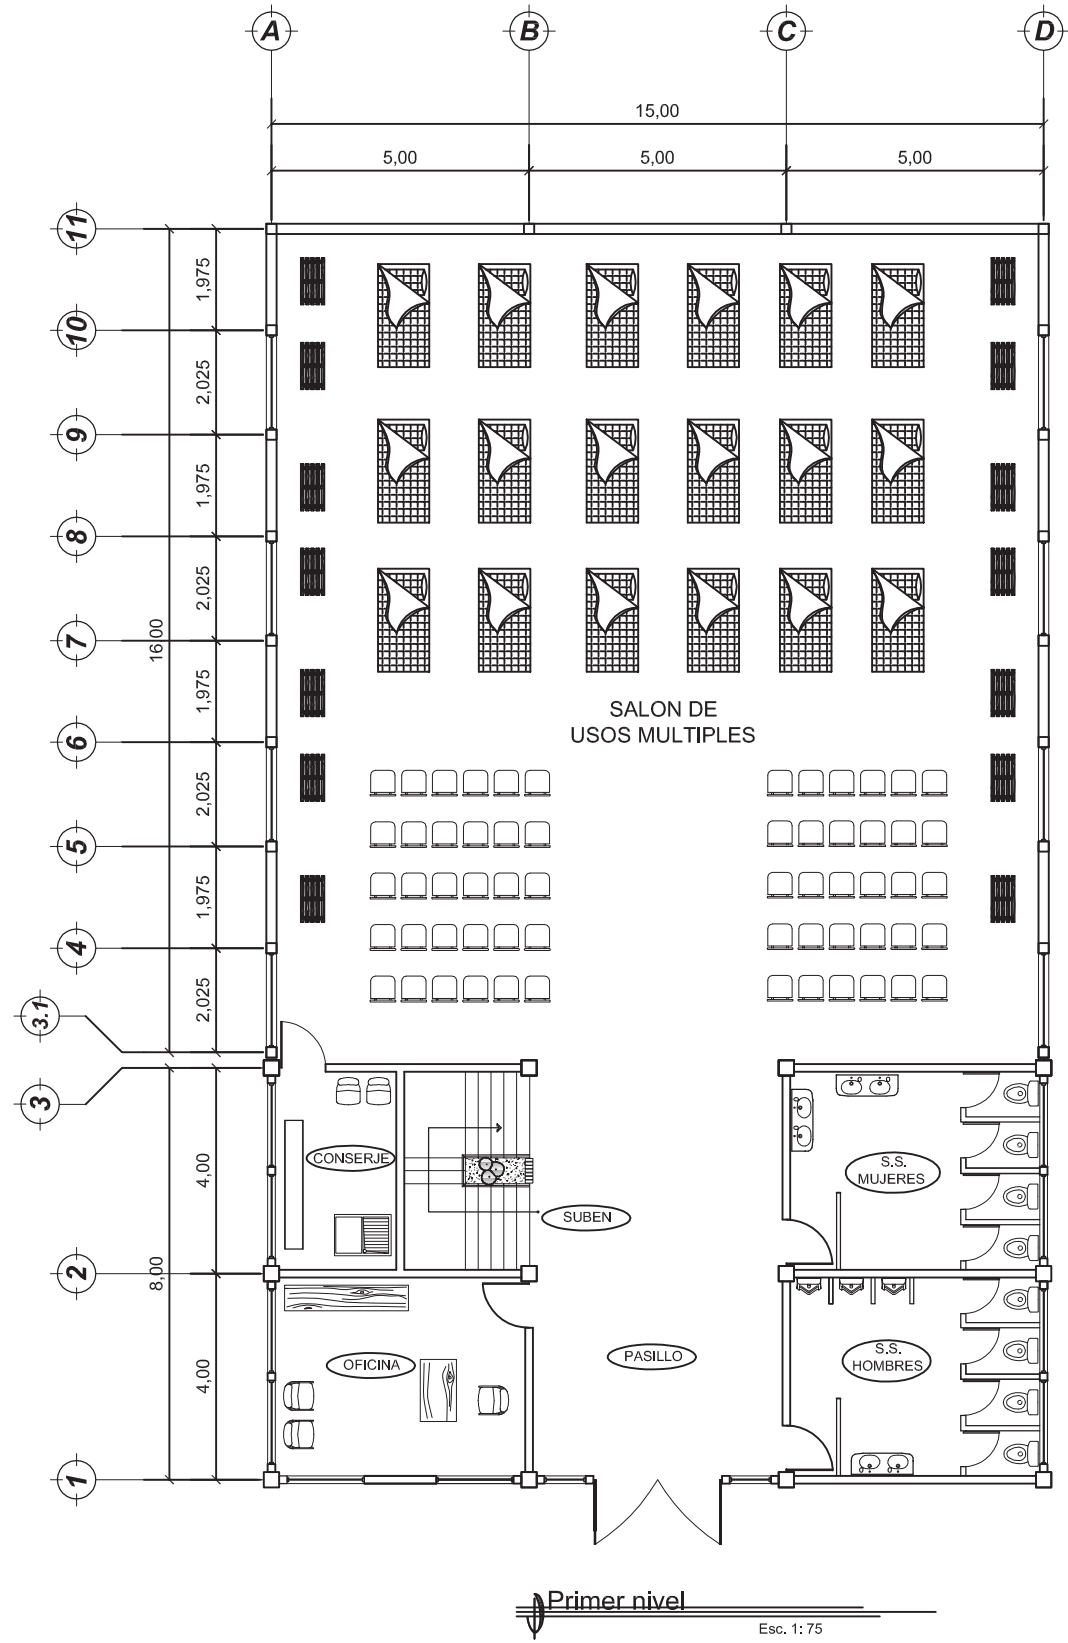 A
B
C
D
15,00
5,00
5,00
5,00
11
1,975
10
2,025
9
1,975
8
2,025
7
16,00
1,975
6
2,025
5
1,975
4
2,025
3.1
3
4,00
2
8,00
4,00
1
SALON DE
USOS MULTIPLES
CONSERJE
SUBEN
S.S.
MUJERES
OFICINA
PASILLO
S.S.
HOMBRES
Primer nivel
Esc. 1: 75